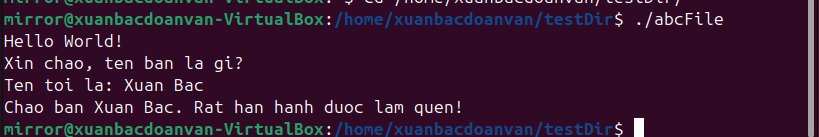 mirror@xuanbacdoanvan-VirtualBox:/home/xuanbacdoanvan/testDir$ ./abcFile
Hello World!
Xin chao, ten ban la gi?
Ten toi la: Xuan Bac
Chao ban Xuan Bac. Rat han hanh duoc lam quen!
mirror@xuanbacdoanvan-VirtualBox:/home/xuanbacdoanvan/testDir$